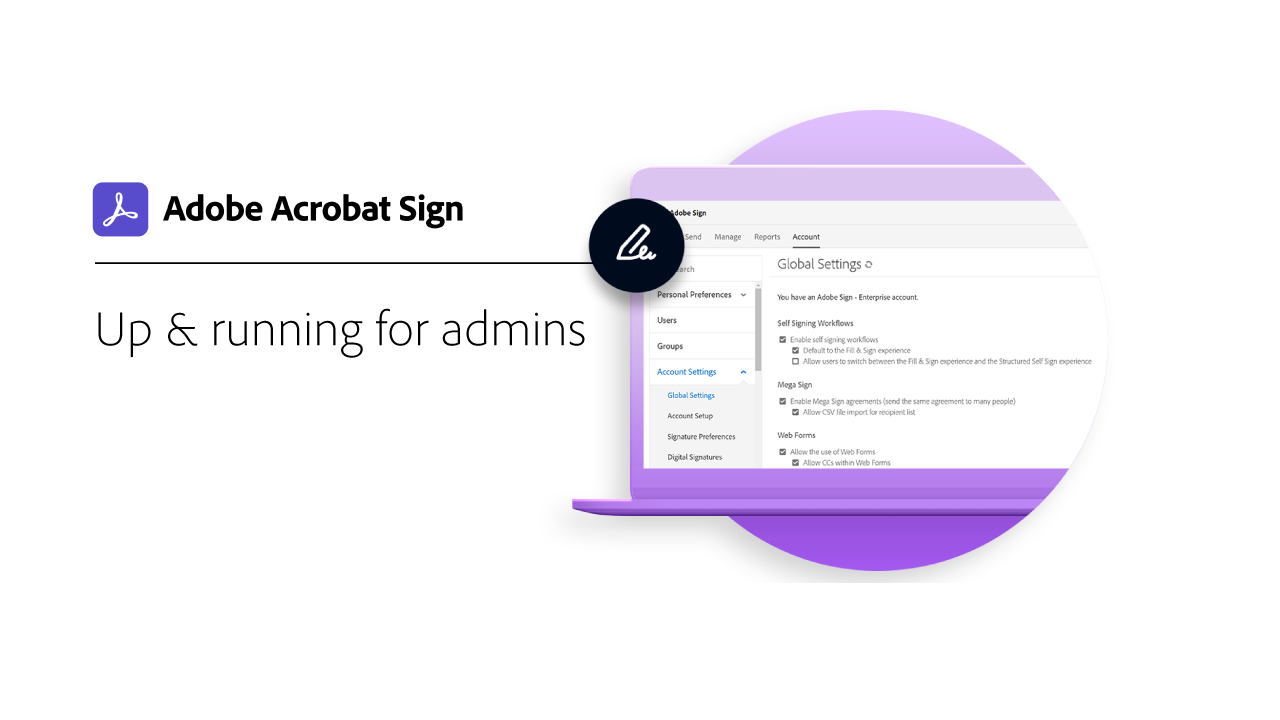 Adobe Acrobat Sign
Up & running for admins
Adobe Sign
Send Manage Reports Account
Global Settings
Personal Preferences
Users
Groups
Account Settings
Global Settings
Account Setup
Signature Preferences
Digital Signatures
You have an Adobe Sign - Enterprise account.
Self Signing Workflows
Enable self signing workflows
Default to the Fill & Sign experience
Allow users to switch between the Fill & Sign experience and the Structured Self Sign experience
Mega Sign
Enable Mega Sign agreements (send the same agreement to many people)
Allow CSV file import for recipient list
Web Forms
Allow the use of Web Forms
Allow CCs within Web Forms